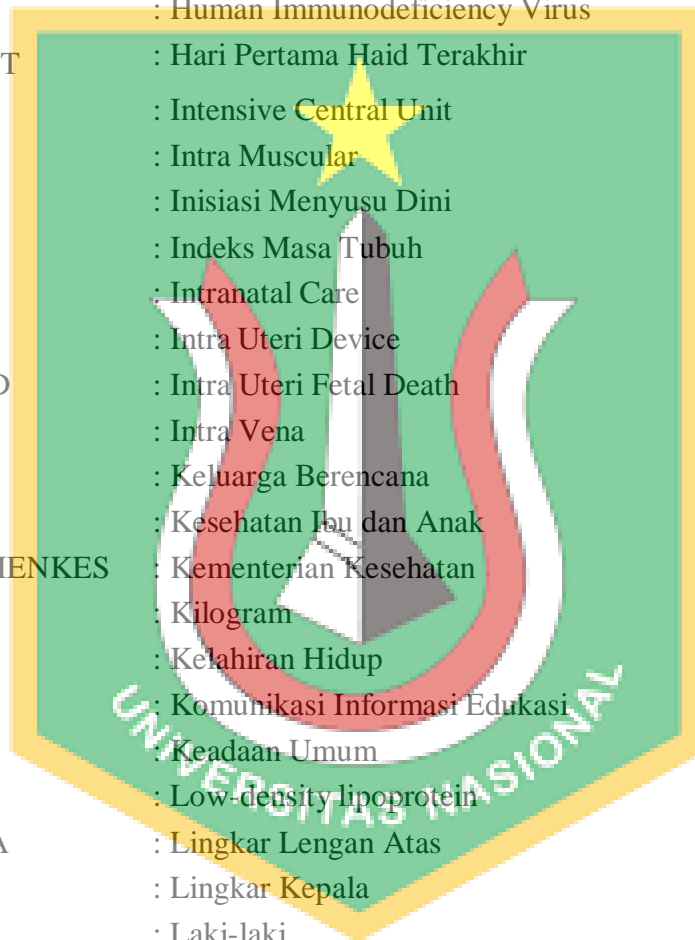 : Human Immunodeficiency Virus
T : Hari Pertama Haid Terakhir
: Intensive Central Unit
: Intra Muscular
: Inisiasi Menyusu Dini
: Indeks Masa Tubuh
: Intranatal Care
: Intra Uteri Device
D : Intra Uteri Fetal Death
: Intra Vena
: Keluarga Berencana
: Kesehatan Ibu dan Anak
MENKES : Kementerian Kesehatan
: Kilogram
: Kelahiran Hidup
: Komunikasi Informasi Edukasi
: Keadaan Umum
: Low-density lipoprotein
A : Lingkar Lengan Atas
: Lingkar Kepala
: Laki-laki
UNIVERSITAS NASIONAL